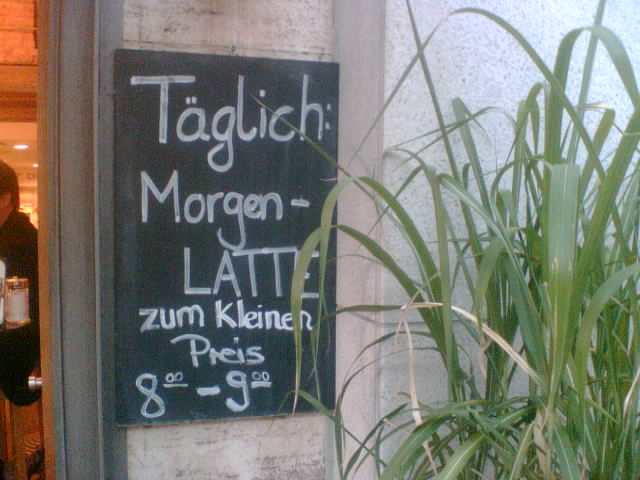 Täglich:
Morgen-
LATTE
zum Kleinen
Preis
8⁰⁰ - 9⁰⁰